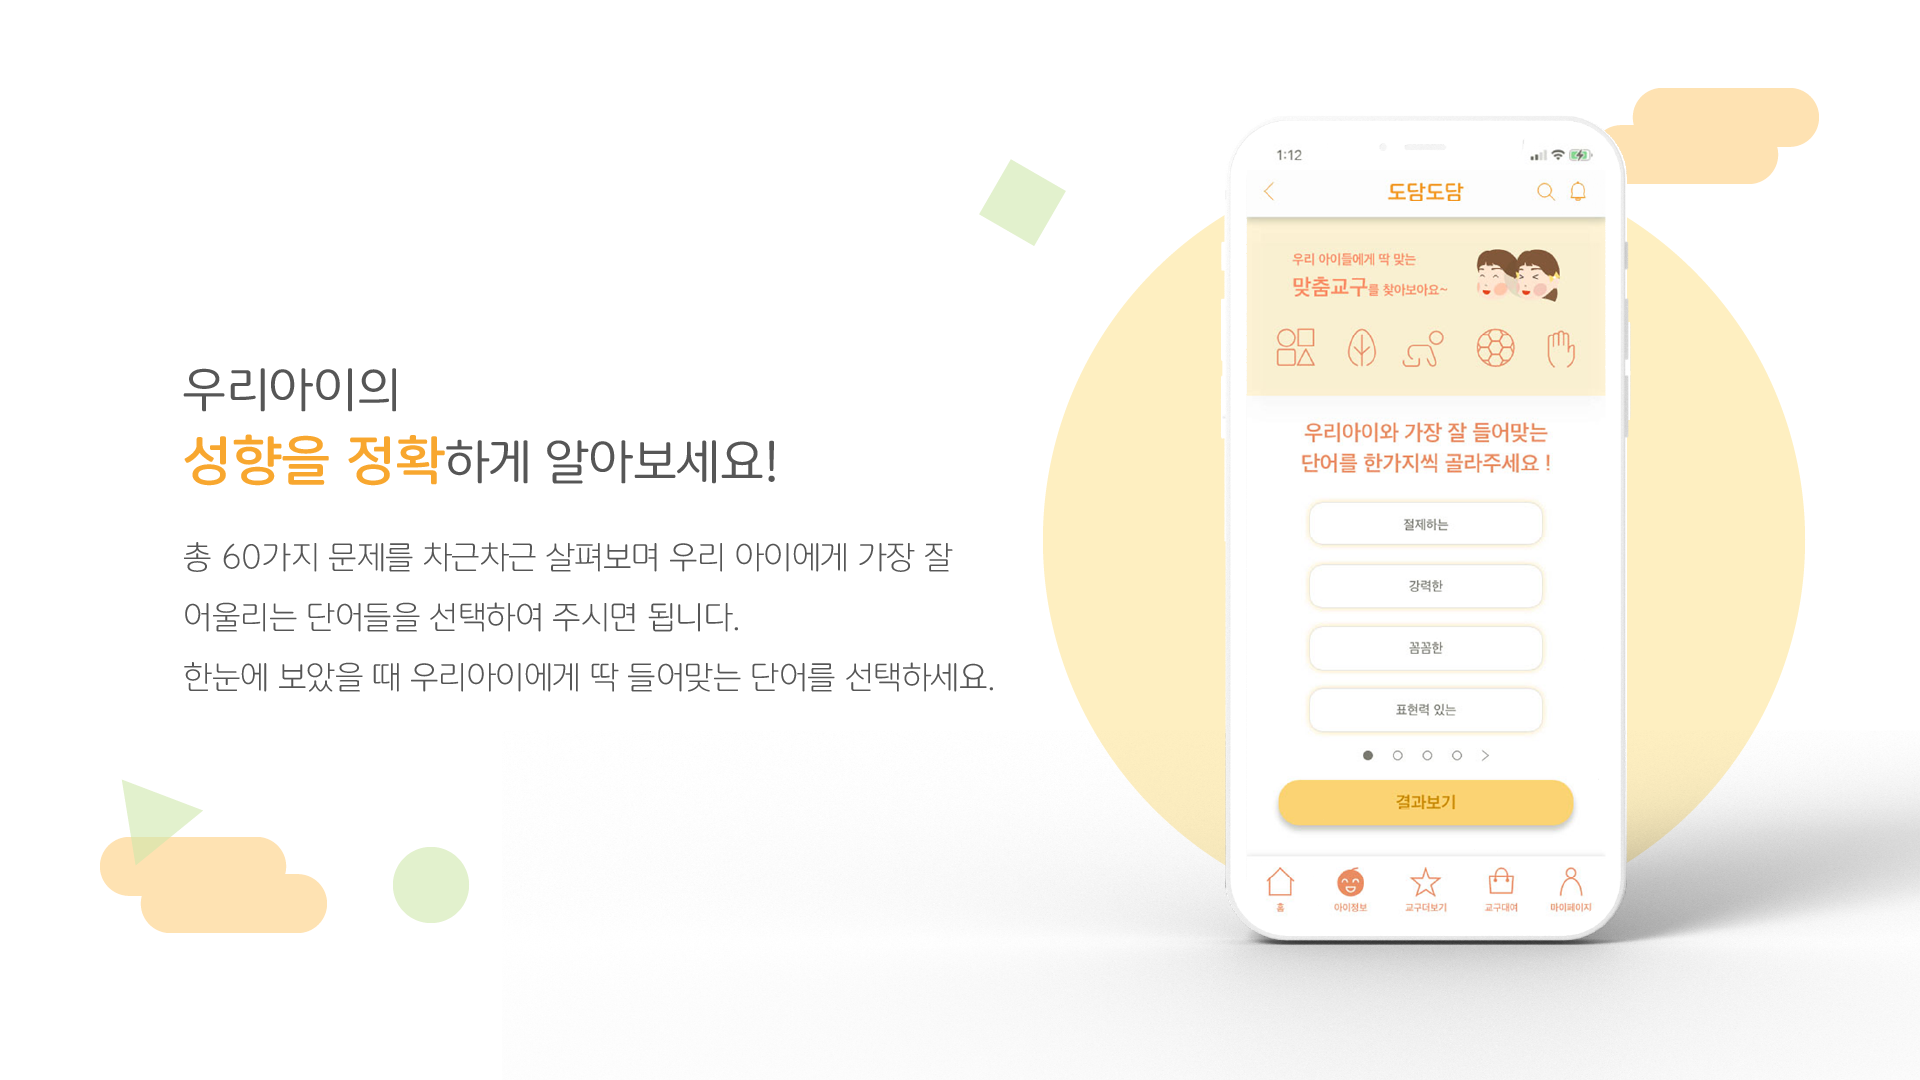 우리아이의
성향을 정확하게 알아보세요!
총 60가지 문제를 차근차근 살펴보며 우리 아이에게 가장 잘
어울리는 단어들을 선택하여 주시면 됩니다.
한눈에 보았을 때 우리아이에게 딱 들어맞는 단어를 선택하세요.
1:12
도담도담
우리 아이들에게 딱 맞는
맞춤교구를 찾아보아요~
우리아이와 가장 잘 들어맞는
단어를 한가지씩 골라주세요 !
절제하는
강력한
꼼꼼한
표현력 있는
결과보기
홈 아이정보 교구더보기 교구대여 마이페이지